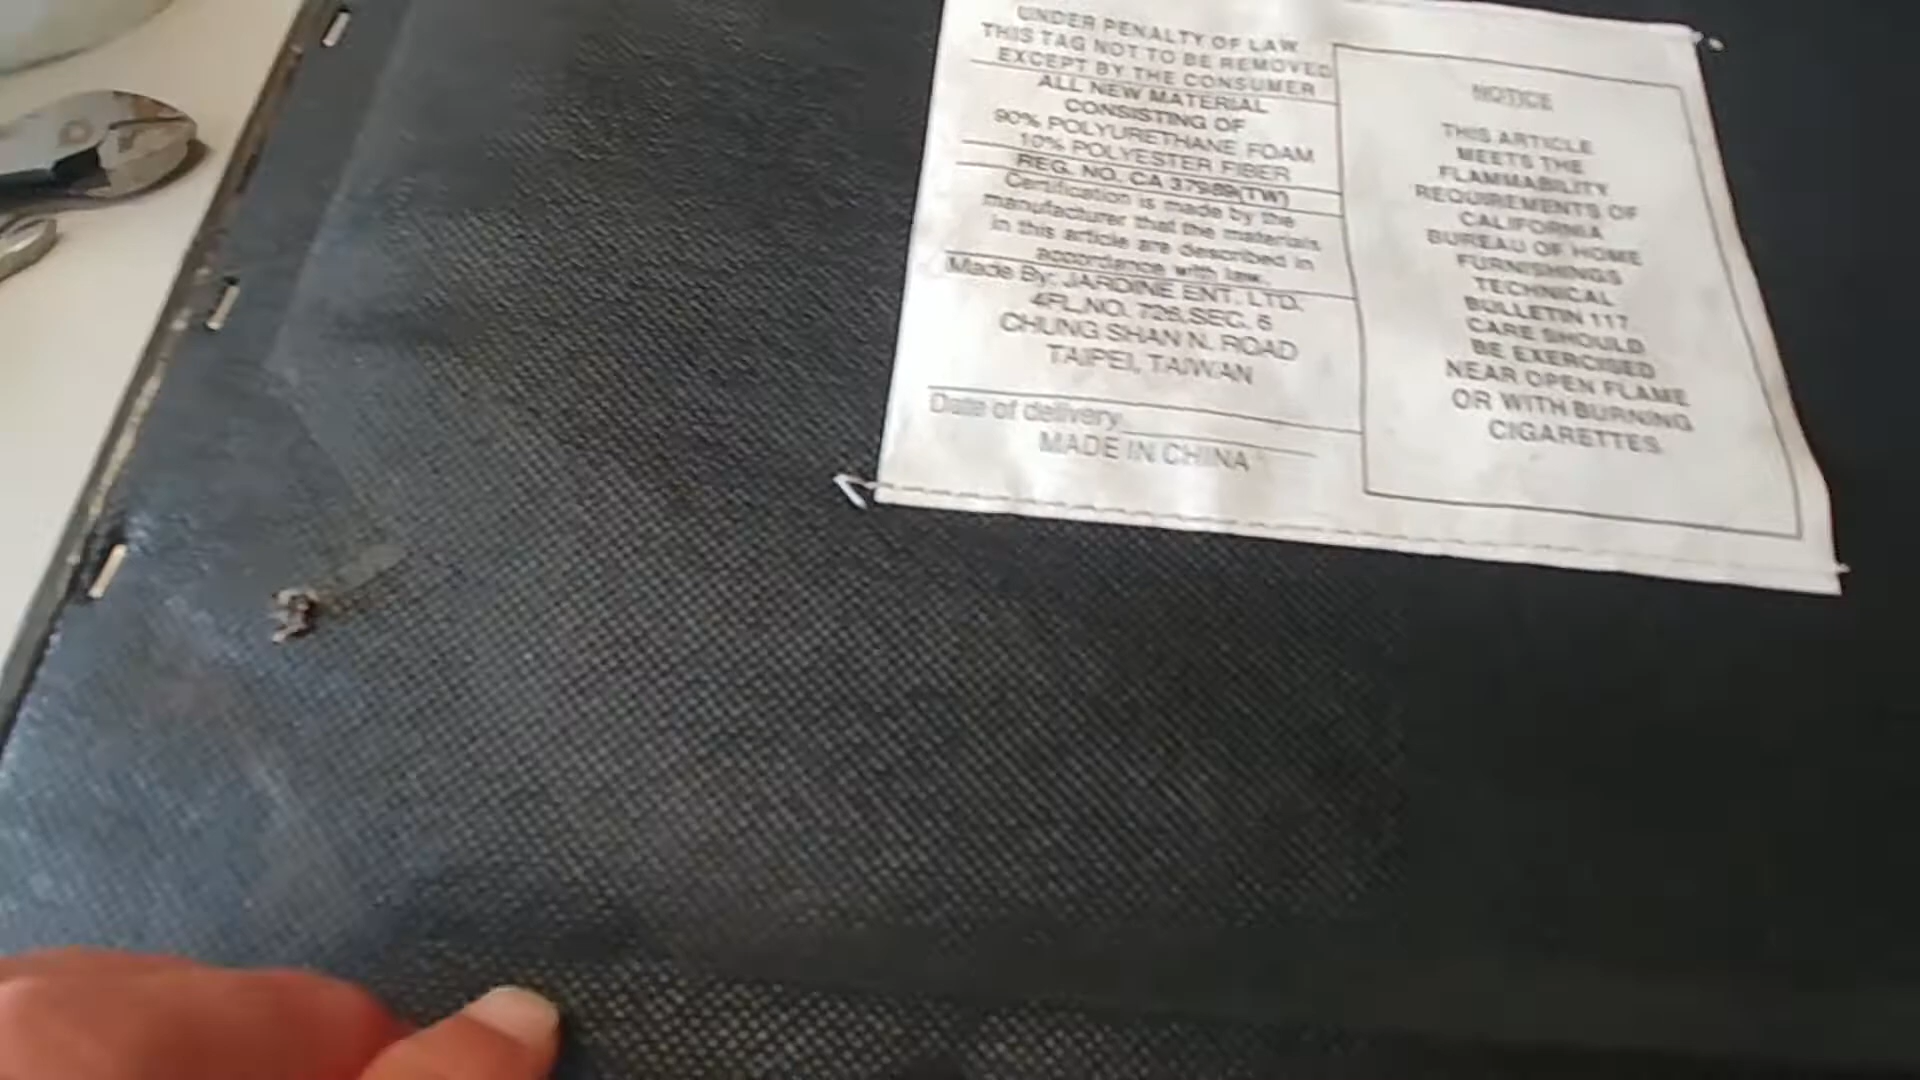 UNDER PENALTY OF LAW
THIS TAG NOT TO BE REMOVED
EXCEPT BY THE CONSUMER
ALL NEW MATERIAL
CONSISTING OF
90% POLYURETHANE FOAM
10% POLYESTER FIBER
REG. NO. CA 37989(TW)
Certification is made by the
manufacturer that the materials
in this article are described in
accordance with law.
Made By: JARDINE ENT. LTD.
4FL.NO. 726,SEC. 6
CHUNG SHAN N. ROAD
TAIPEI, TAIWAN
Date of delivery
MADE IN CHINA
NOTICE
THIS ARTICLE
MEETS THE
FLAMMABILITY
REQUIREMENTS OF
CALIFORNIA
BUREAU OF HOME
FURNISHINGS
TECHNICAL
BULLETIN 117.
CARE SHOULD
BE EXERCISED
NEAR OPEN FLAME
OR WITH BURNING
CIGARETTES.